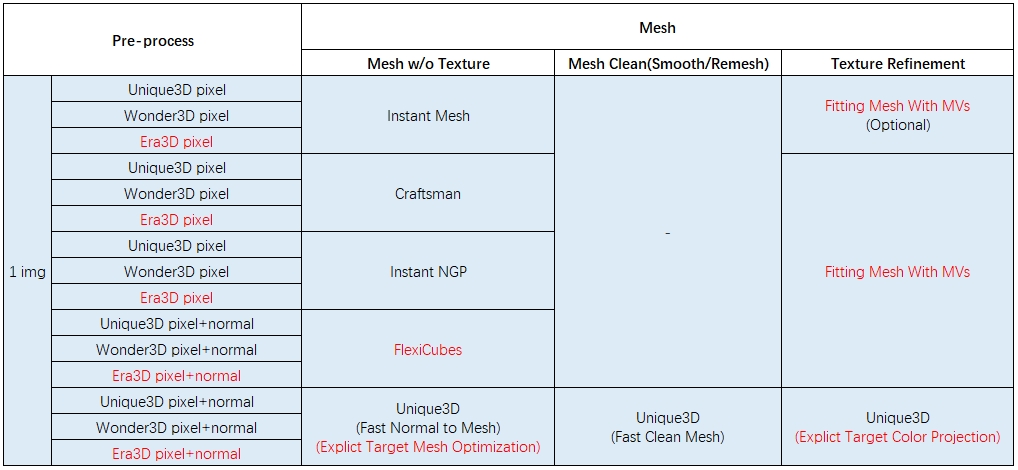 Pre-process
Mesh
Mesh w/o Texture
Mesh Clean(Smooth/Remesh)
Texture Refinement
1 img
Unique3D pixel
Wonder3D pixel
Era3D pixel
Instant Mesh
-
Fitting Mesh With MVs
(Optional)
Unique3D pixel
Wonder3D pixel
Era3D pixel
Craftsman
Fitting Mesh With MVs
Unique3D pixel
Wonder3D pixel
Era3D pixel
Instant NGP
Unique3D pixel+normal
Wonder3D pixel+normal
Era3D pixel+normal
FlexiCubes
Unique3D pixel+normal
Wonder3D pixel+normal
Era3D pixel+normal
Unique3D
(Fast Normal to Mesh)
(Explict Target Mesh Optimization)
Unique3D
(Fast Clean Mesh)
Unique3D
(Explict Target Color Projection)